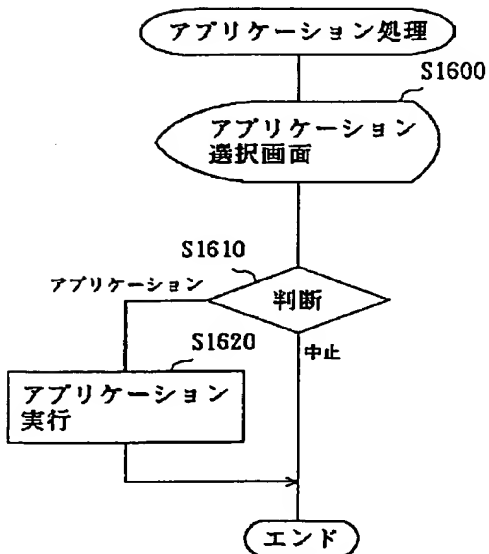 アプリケーション処理
S1600
アプリケーション
選択画面
S1610
アプリケーション
判断
中止
S1620
アプリケーション
実行
エンド